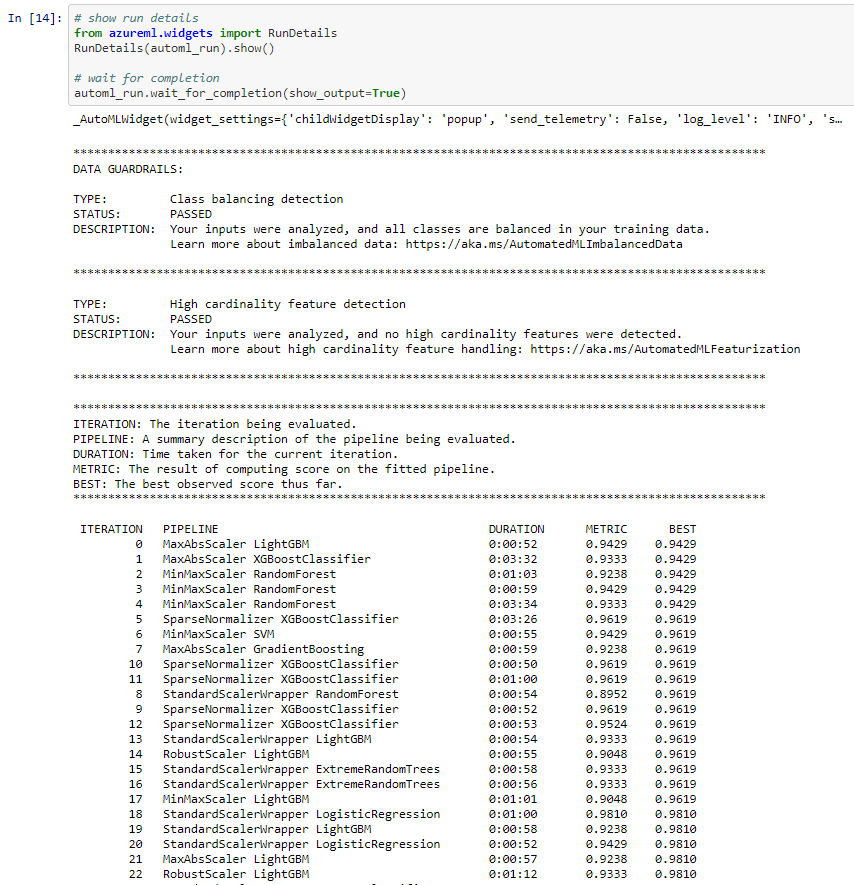 In [14]:
# show run details
from azureml.widgets import RunDetails
RunDetails(automl_run).show()
# wait for completion
automl_run.wait_for_completion(show_output=True)
_AutoMLWidget(widget_settings={'childWidgetDisplay': 'popup', 'send_telemetry': False, 'log_level': 'INFO', 's…
****************************************************************************************************
DATA GUARDRAILS:
TYPE: Class balancing detection
STATUS: PASSED
DESCRIPTION: Your inputs were analyzed, and all classes are balanced in your training data.
Learn more about imbalanced data: https://aka.ms/AutomatedMLImbalancedData
****************************************************************************************************
TYPE: High cardinality feature detection
STATUS: PASSED
DESCRIPTION: Your inputs were analyzed, and no high cardinality features were detected.
Learn more about high cardinality feature handling: https://aka.ms/AutomatedMLFeaturization
****************************************************************************************************
****************************************************************************************************
ITERATION: The iteration being evaluated.
PIPELINE: A summary description of the pipeline being evaluated.
DURATION: Time taken for the current iteration.
METRIC: The result of computing score on the fitted pipeline.
BEST: The best observed score thus far.
****************************************************************************************************
ITERATION PIPELINE DURATION METRIC BEST
0 MaxAbsScaler LightGBM 0:00:52 0.9429 0.9429
1 MaxAbsScaler XGBoostClassifier 0:03:32 0.9333 0.9429
2 MinMaxScaler RandomForest 0:01:03 0.9238 0.9429
3 MinMaxScaler RandomForest 0:00:59 0.9429 0.9429
4 MinMaxScaler RandomForest 0:03:34 0.9333 0.9429
5 SparseNormalizer XGBoostClassifier 0:03:26 0.9619 0.9619
6 MinMaxScaler SVM 0:00:55 0.9429 0.9619
7 MaxAbsScaler GradientBoosting 0:00:59 0.9238 0.9619
10 SparseNormalizer XGBoostClassifier 0:00:50 0.9619 0.9619
11 SparseNormalizer XGBoostClassifier 0:01:00 0.9619 0.9619
8 StandardScalerWrapper RandomForest 0:00:54 0.8952 0.9619
9 SparseNormalizer XGBoostClassifier 0:00:52 0.9619 0.9619
12 SparseNormalizer XGBoostClassifier 0:00:53 0.9524 0.9619
13 StandardScalerWrapper LightGBM 0:00:54 0.9333 0.9619
14 RobustScaler LightGBM 0:00:55 0.9048 0.9619
15 StandardScalerWrapper ExtremeRandomTrees 0:00:58 0.9333 0.9619
16 StandardScalerWrapper ExtremeRandomTrees 0:00:56 0.9333 0.9619
17 MinMaxScaler LightGBM 0:01:01 0.9048 0.9619
18 StandardScalerWrapper LogisticRegression 0:01:00 0.9810 0.9810
19 StandardScalerWrapper LightGBM 0:00:58 0.9238 0.9810
20 StandardScalerWrapper LogisticRegression 0:00:52 0.9429 0.9810
21 MaxAbsScaler LightGBM 0:00:57 0.9238 0.9810
22 RobustScaler LightGBM 0:01:12 0.9333 0.9810